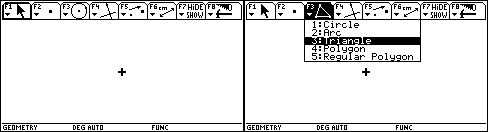 F1 F2 F3 F4 F5 F6 cm F7 HIDE SHOW F8
F1 F2 F3 F4 F5 F6 cm F7 HIDE SHOW F8
1:Circle
2:Arc
3:Triangle
4:Polygon
5:Regular Polygon
GEOMETRY DEG AUTO FUNC
GEOMETRY DEG AUTO FUNC